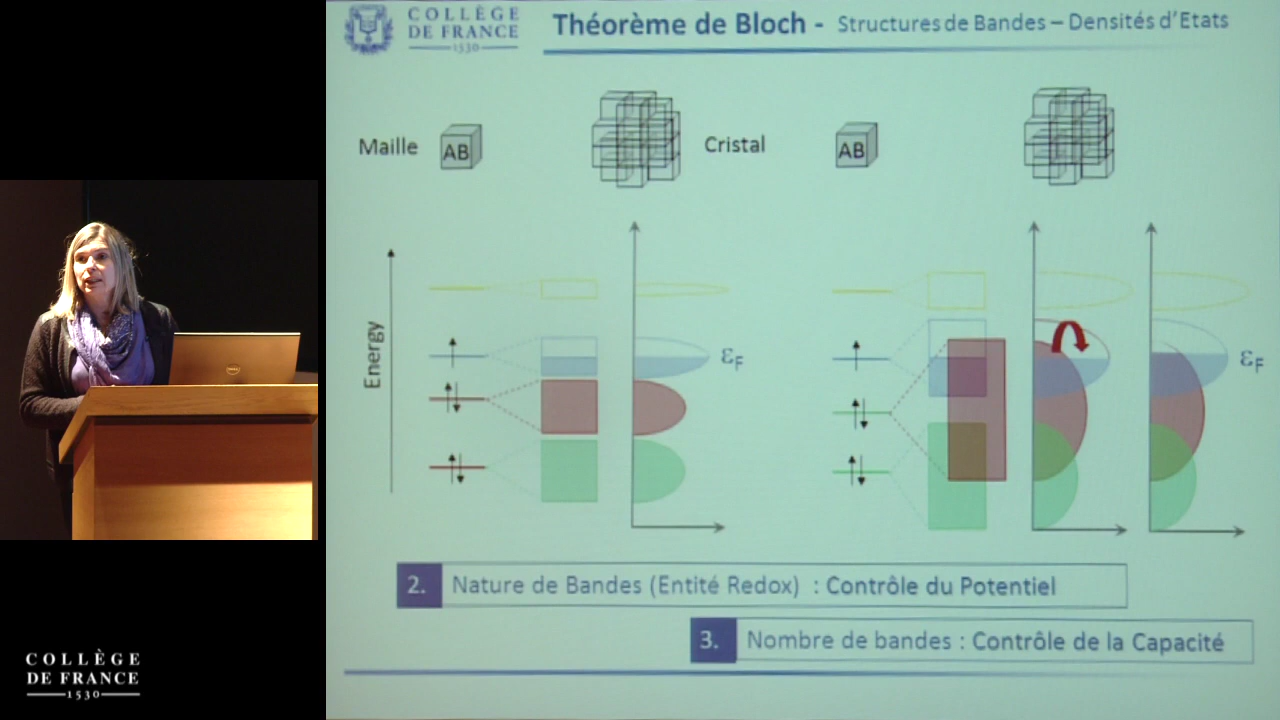 COLLÈGE
DE FRANCE
1530
Théorème de Bloch - Structures de Bandes – Densités d'Etats
Maille
AB
Cristal
AB
Energy
εF
εF
2. Nature de Bandes (Entité Redox) : Contrôle du Potentiel
3. Nombre de bandes : Contrôle de la Capacité
DELL
COLLÈGE
DE FRANCE
1530